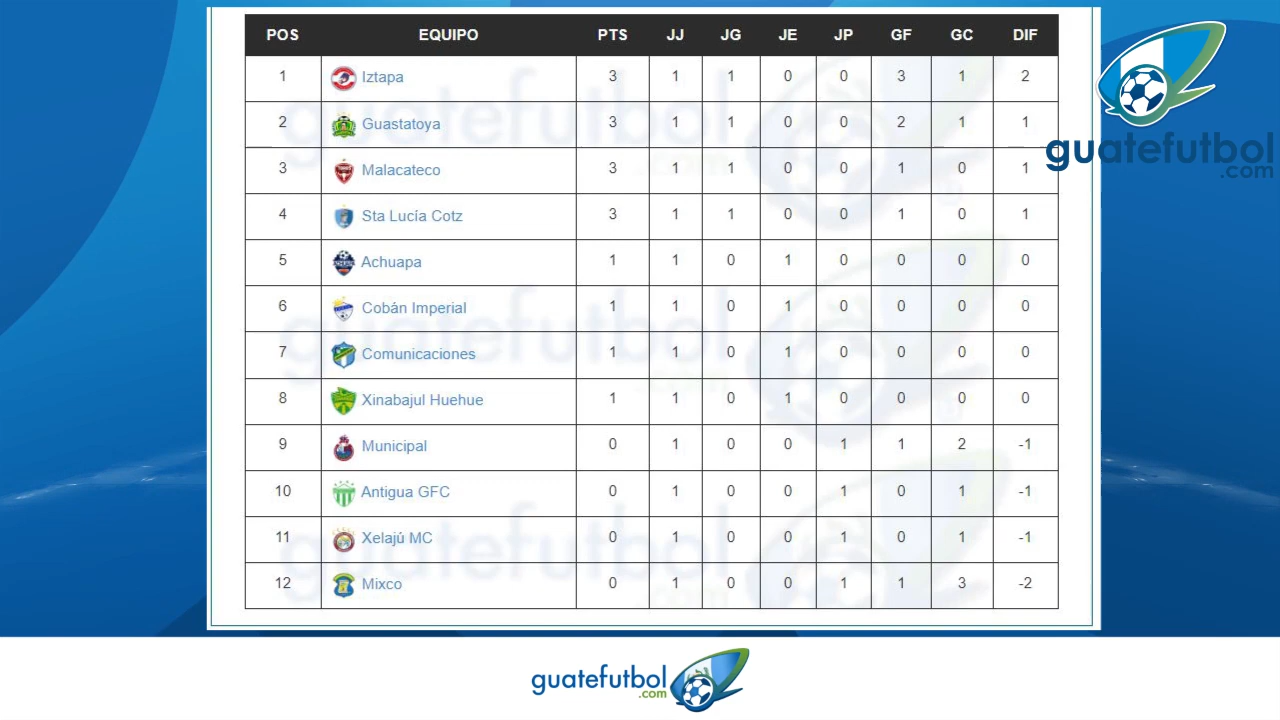 POS EQUIPO PTS JJ JG JE JP GF GC DIF
1 Iztapa 3 1 1 0 0 3 1 2
2 Guastatoya 3 1 1 0 0 2 1 1
3 Malacateco 3 1 1 0 0 1 0 1
4 Sta Lucía Cotz 3 1 1 0 0 1 0 1
5 Achuapa 1 1 0 1 0 0 0 0
6 Cobán Imperial 1 1 0 1 0 0 0 0
7 Comunicaciones 1 1 0 1 0 0 0 0
8 Xinabajul Huehue 1 1 0 1 0 0 0 0
9 Municipal 0 1 0 0 1 1 2 -1
10 Antigua GFC 0 1 0 0 1 0 1 -1
11 Xelajú MC 0 1 0 0 1 0 1 -1
12 Mixco 0 1 0 0 1 1 3 -2
guatefutbol
.com
guatefutbol
.com
guatefutbol
.com
guatefutbol
.com
guatefutbol
.com